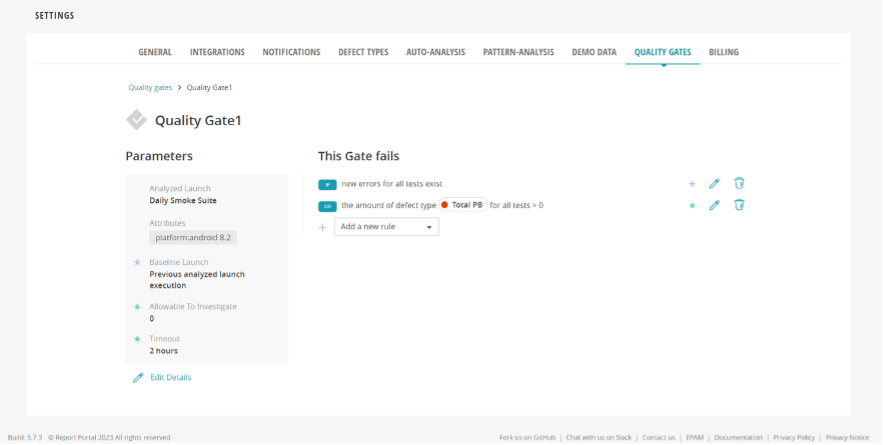 SETTINGS
GENERAL INTEGRATIONS NOTIFICATIONS DEFECT TYPES AUTO-ANALYSIS PATTERN-ANALYSIS DEMO DATA QUALITY GATES BILLING
Quality gates > Quality Gate1
Quality Gate1
Parameters
Analyzed Launch
Daily Smoke Suite
Attributes
platform:android 8.2
* Baseline Launch
Previous analyzed launch
execution
* Allowable To Investigate
0
* Timeout
2 hours
Edit Details
This Gate fails
IF new errors for all tests exist *
OR the amount of defect type Total PB for all tests > 0 *
+ Add a new rule
Build: 5.7.3 © Report Portal 2023 All rights reserved
Fork us on GitHub | Chat with us on Slack | Contact us | EPAM | Documentation | Privacy Policy | Privacy Notice